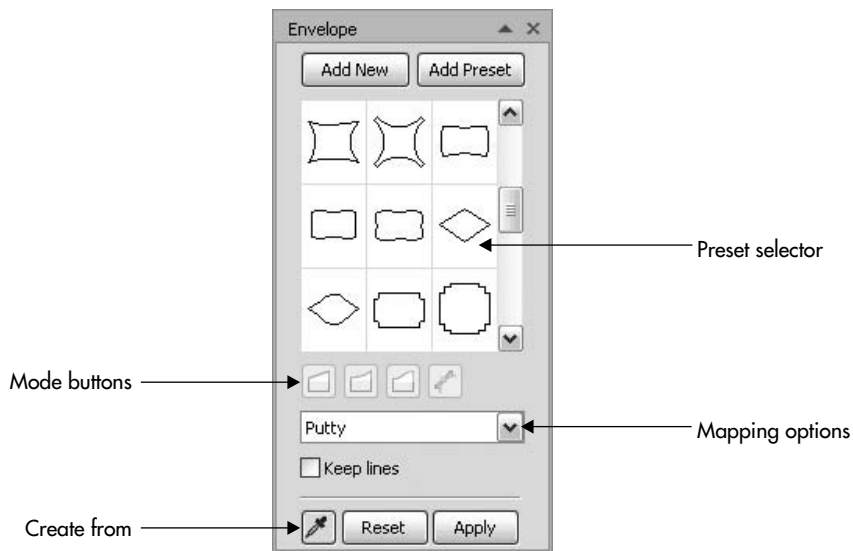 Envelope
Add New
Add Preset
Preset selector
Mode buttons
Putty
Mapping options
Keep lines
Create from
Reset
Apply